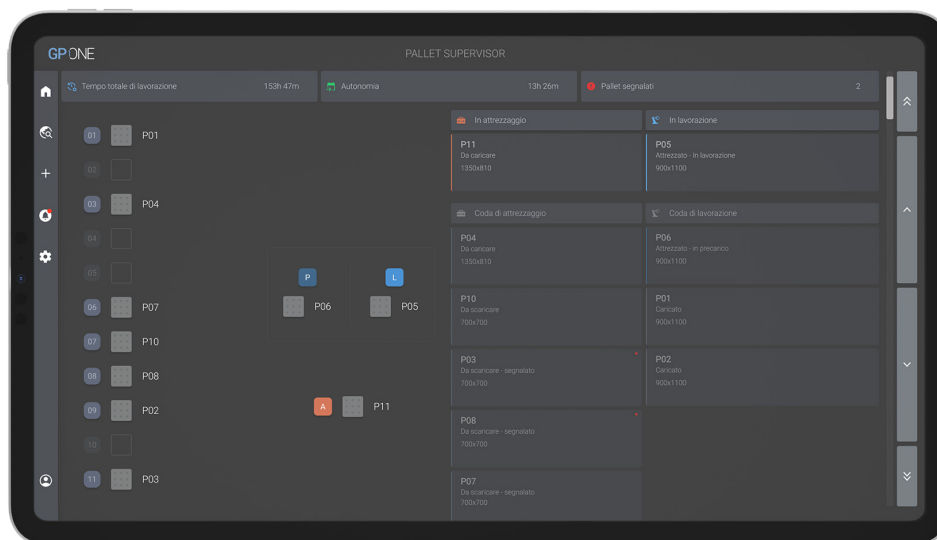 GP ONE
PALLET SUPERVISOR
Tempo totale di lavorazione 153h 47m
Autonomia 13h 26m
Pallet segnalati 2
01 P01
02
03 P04
04
05
06 P07
07 P10
08 P08
09 P02
10
11 P03
P L
P06 P05
A P11
In attrezzaggio
P11
Da caricare
1350x810
In lavorazione
P05
Attrezzato - In lavorazione
900x1100
Coda di attrezzaggio
P04
Da caricare
1350x810
P10
Da scaricare
700x700
P03
Da scaricare - segnalato
700x700
P08
Da scaricare - segnalato
700x700
P07
Da scaricare - segnalato
700x700
Coda di lavorazione
P06
Attrezzato - in precarico
900x1100
P01
Caricato
900x1100
P02
Caricato
900x1100